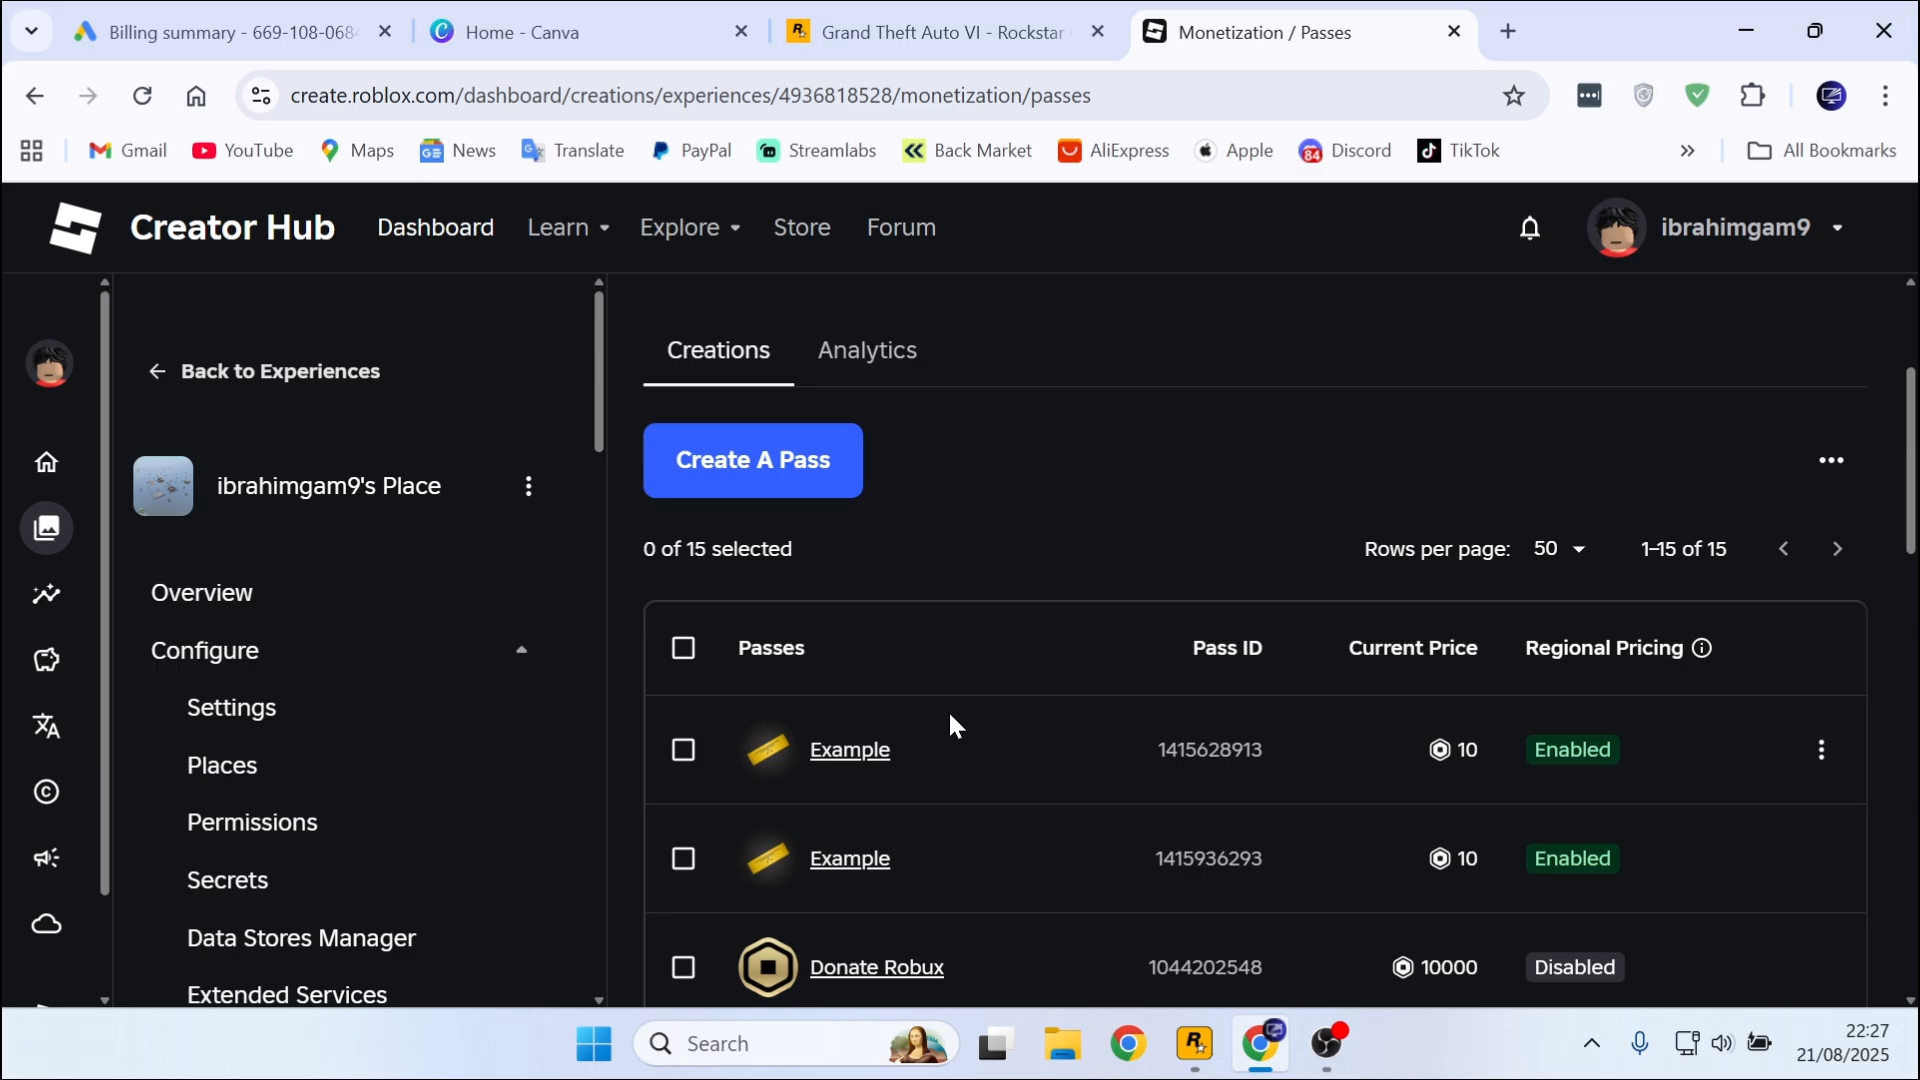 Billing summary - 669-108-068
Home - Canva
Grand Theft Auto VI - Rockstar
Monetization / Passes
create.roblox.com/dashboard/creations/experiences/4936818528/monetization/passes
Gmail YouTube Maps News Translate PayPal Streamlabs Back Market AliExpress Apple 84 Discord TikTok » All Bookmarks
Creator Hub Dashboard Learn Explore Store Forum ibrahimgam9
Back to Experiences
ibrahimgam9's Place
Overview
Configure
Settings
Places
Permissions
Secrets
Data Stores Manager
Extended Services
Creations Analytics
Create A Pass
0 of 15 selected Rows per page: 50 1-15 of 15
Passes Pass ID Current Price Regional Pricing
Example 1415628913 10 Enabled
Example 1415936293 10 Enabled
Donate Robux 1044202548 10000 Disabled
Search
22:27
21/08/2025